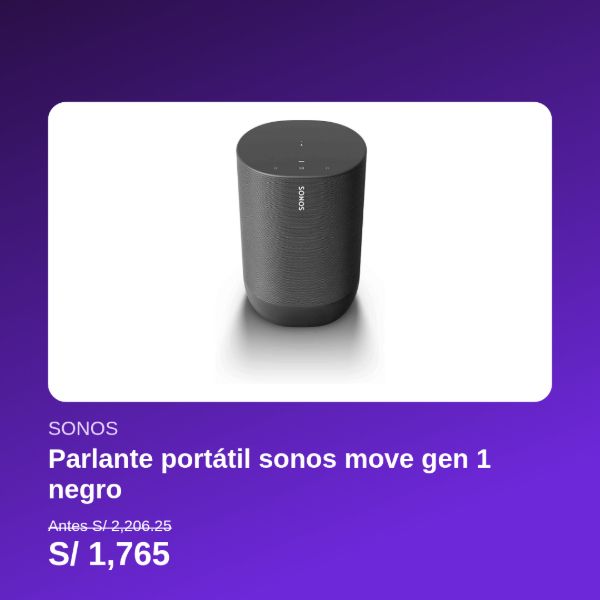 SONOS
SONOS
Parlante portátil sonos move gen 1
negro
Antes S/ 2,206.25
S/ 1,765